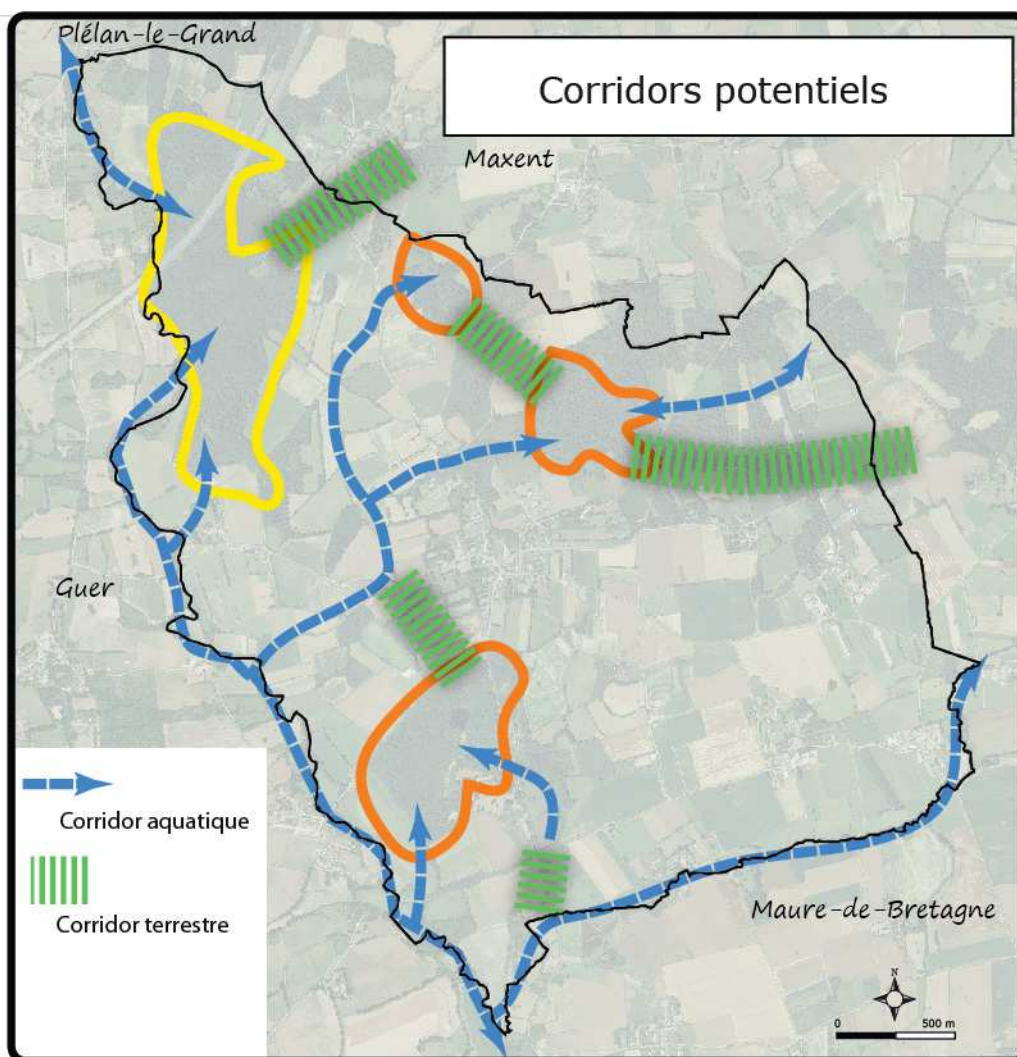 Plélan-le-Grand
Corridors potentiels
Maxent
Guer
Corridor aquatique
Corridor terrestre
Maure-de-Bretagne
N
0 500 m